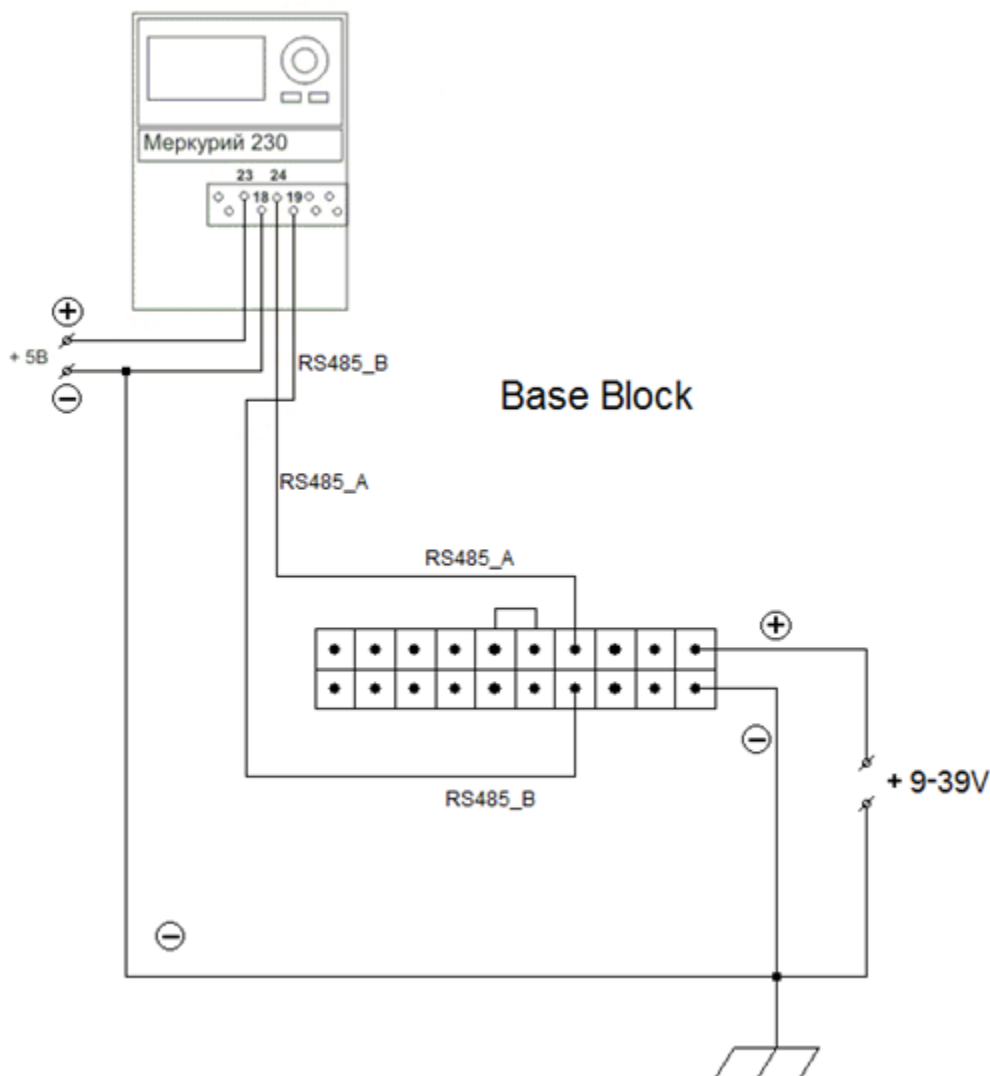 Меркурий 230
23 24
18 19
+ 5В
RS485_B
Base Block
RS485_A
RS485_A
RS485_B
+ 9-39V